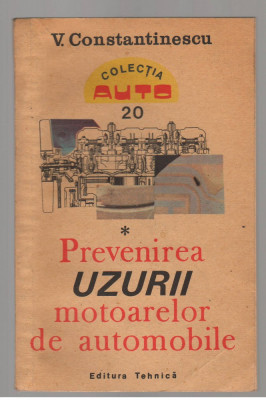 V. Constantinescu
COLECȚIA
AUTO
20
*
Prevenirea
UZURII
motoarelor
de automobile
Editura Tehnică